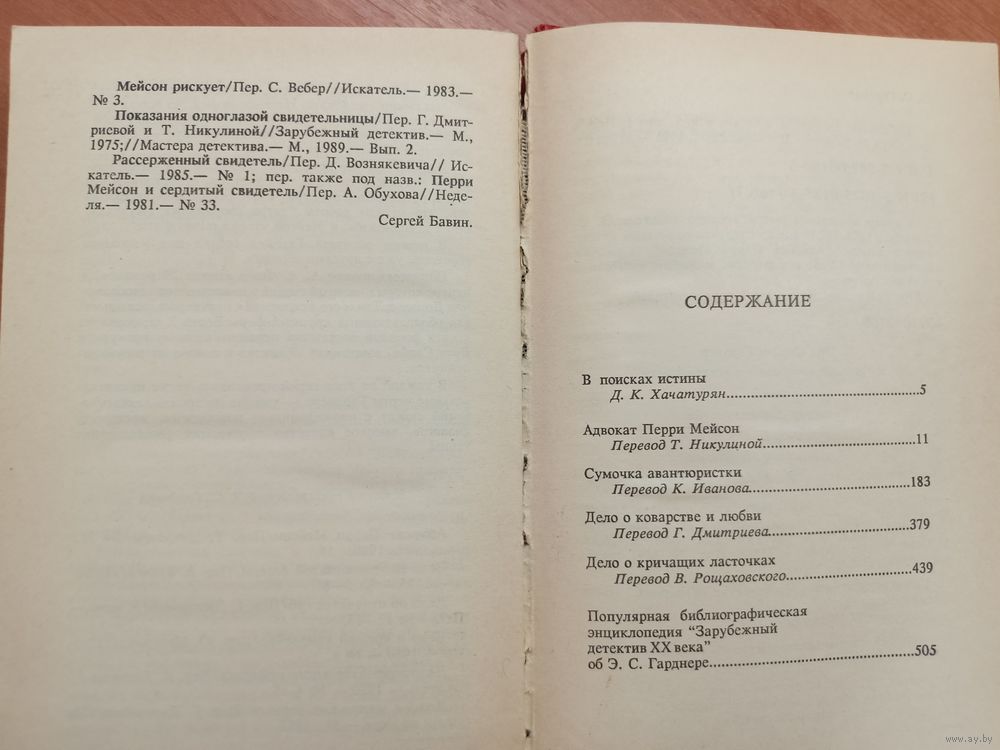 Мейсон рискует/Пер. С. Вебер//Искатель.— 1983.—
№ 3.
Показания одноглазой свидетельницы/Пер. Г. Дмит-
риевой и Т. Никулиной//Зарубежный детектив.— М.,
1975;//Мастера детектива.— М., 1989.— Вып. 2.
Рассерженный свидетель/Пер. Д. Вознякевича// Ис-
катель.— 1985.— № 1; пер. также под назв.: Перри
Мейсон и сердитый свидетель/Пер. А. Обухова//Неде-
ля.— 1981.— № 33.
Сергей Бавин.
СОДЕРЖАНИЕ
В поисках истины
Д. К. Хачатурян 5
Адвокат Перри Мейсон
Перевод Т. Никулиной 11
Сумочка авантюристки
Перевод К. Иванова 183
Дело о коварстве и любви
Перевод Г. Дмитриева 379
Дело о кричащих ласточках
Перевод В. Рощаховского 439
Популярная библиографическая
энциклопедия "Зарубежный
детектив XX века"
об Э. С. Гарднере 505
www.ay.by